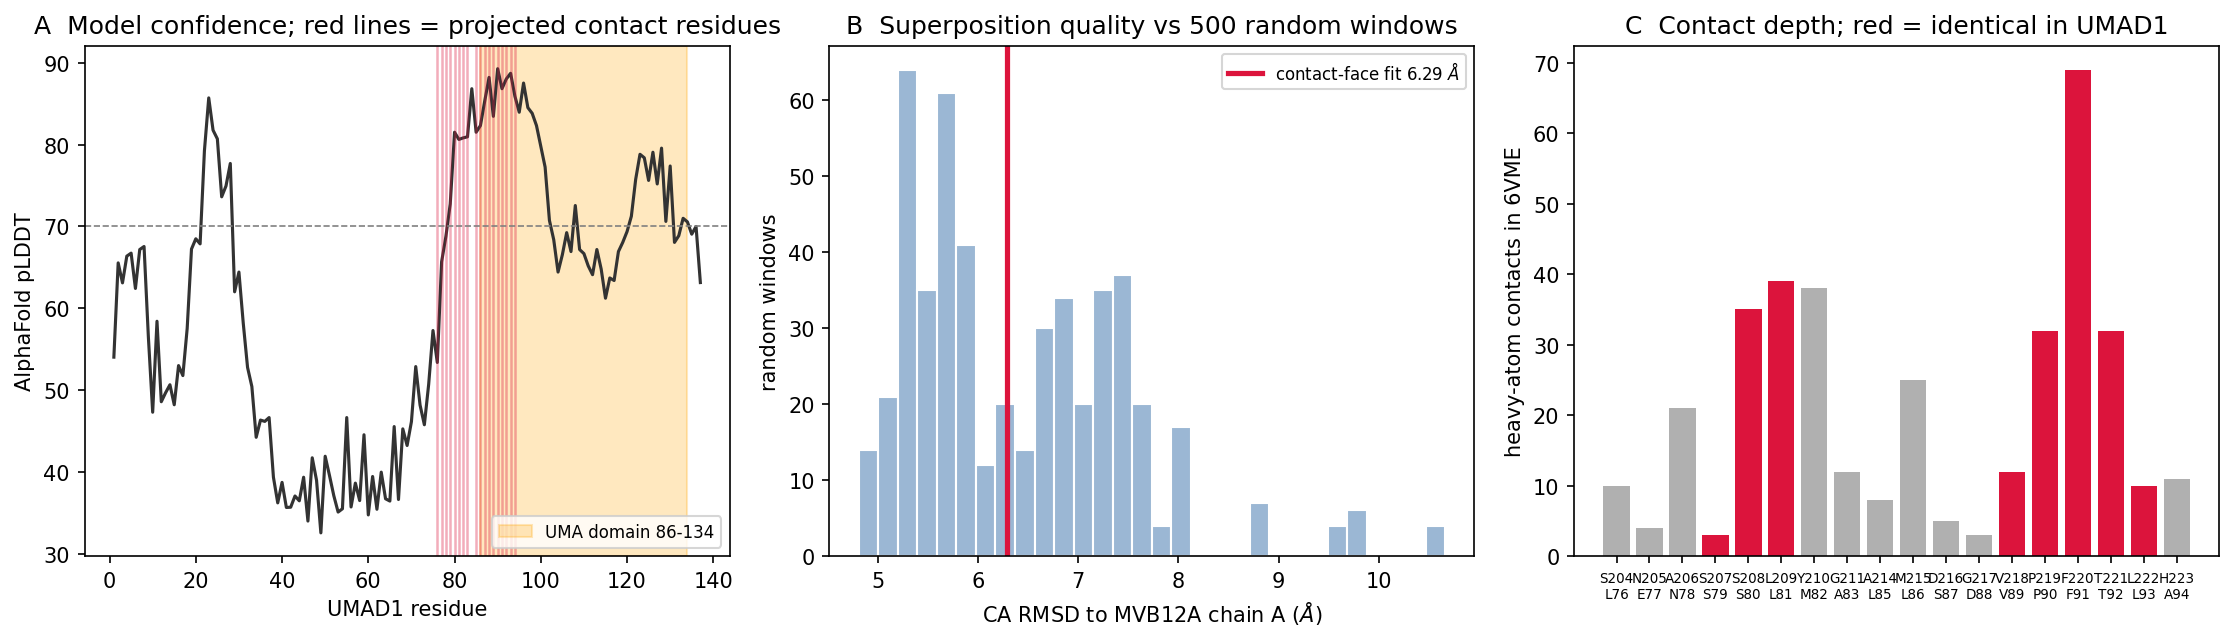 A  Model confidence; red lines = projected contact residues
AlphaFold pLDDT
90
80
70
60
50
40
30
UMA domain 86-134
0 20 40 60 80 100 120 140
UMAD1 residue
B  Superposition quality vs 500 random windows
random windows
60
50
40
30
20
10
0
contact-face fit 6.29 Å
5 6 7 8 9 10
CA RMSD to MVB12A chain A (Å)
C  Contact depth; red = identical in UMAD1
heavy-atom contacts in 6VME
70
60
50
40
30
20
10
0
S204 N205 A206 S207 S208 L209 Y210 G211 A214 M215 D216 G217 V218 P219 F220 T221 L222 H223
L76 E77 N78 S79 S80 L81 M82 A83 L85 L86 S87 D88 V89 P90 F91 T92 L93 A94